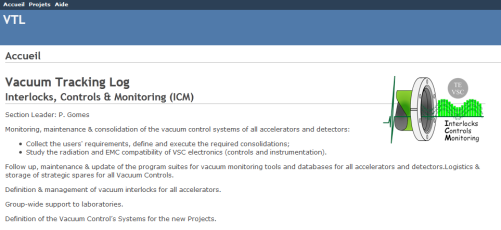 Accueil Projets Aide
VTL
Accueil
Vacuum Tracking Log
Interlocks, Controls & Monitoring (ICM)
Section Leader: P. Gomes
Monitoring, maintenance & consolidation of the vacuum control systems of all accelerators and detectors:
Collect the users' requirements, define and execute the required consolidations;
Study the radiation and EMC compatibility of VSC electronics (controls and instrumentation).
Follow up, maintenance & update of the program suites for vacuum monitoring tools and databases for all accelerators and detectors.Logistics &
storage of strategic spares for all Vacuum Controls.
Definition & management of vacuum interlocks for all accelerators.
Group-wide support to laboratories.
Definition of the Vacuum Control's Systems for the new Projects.
TE
VSC
Interlocks
Controls
Monitoring